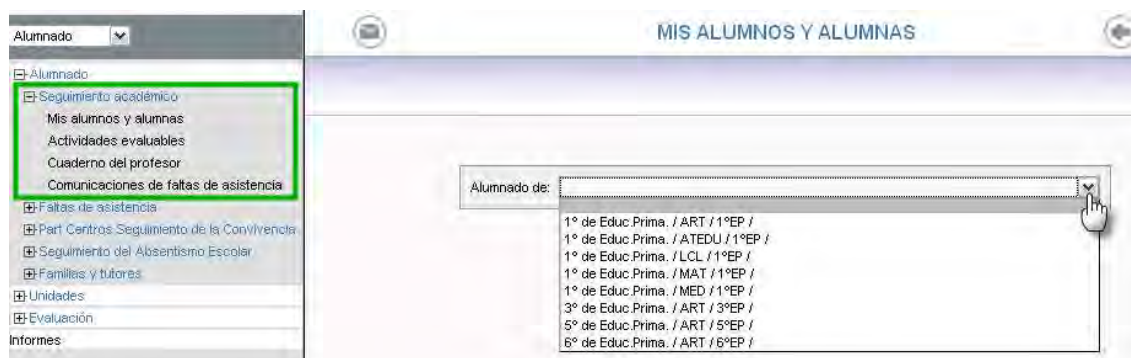 Alumnado
Alumnado
Seguimiento académico
Mis alumnos y alumnas
Actividades evaluables
Cuaderno del profesor
Comunicaciones de faltas de asistencia
Faltas de asistencia
Part Centros Seguimiento de la Convivencia
Seguimiento del Absentismo Escolar
Familias y tutores
Unidades
Evaluación
Informes
MIS ALUMNOS Y ALUMNAS
Alumnado de:
1º de Educ.Prima. / ART / 1ºEP /
1º de Educ.Prima. / ATEDU / 1ºEP /
1º de Educ.Prima. / LCL / 1ºEP /
1º de Educ.Prima. / MAT / 1ºEP /
1º de Educ.Prima. / MED / 1ºEP /
3º de Educ.Prima. / ART / 3ºEP /
5º de Educ.Prima. / ART / 5ºEP /
6º de Educ.Prima. / ART / 6ºEP /